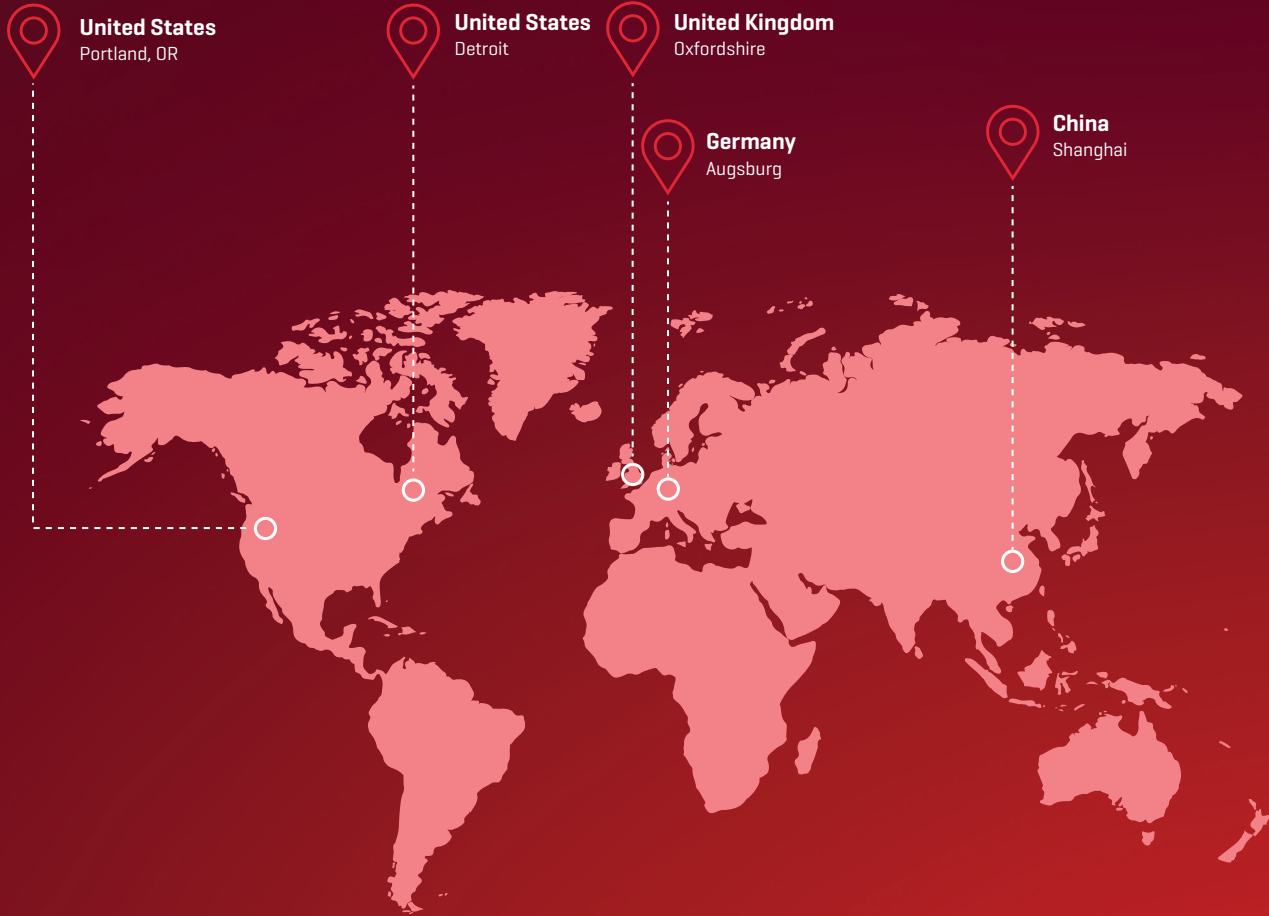 United States
Portland, OR
United States
Detroit
United Kingdom
Oxfordshire
Germany
Augsburg
China
Shanghai